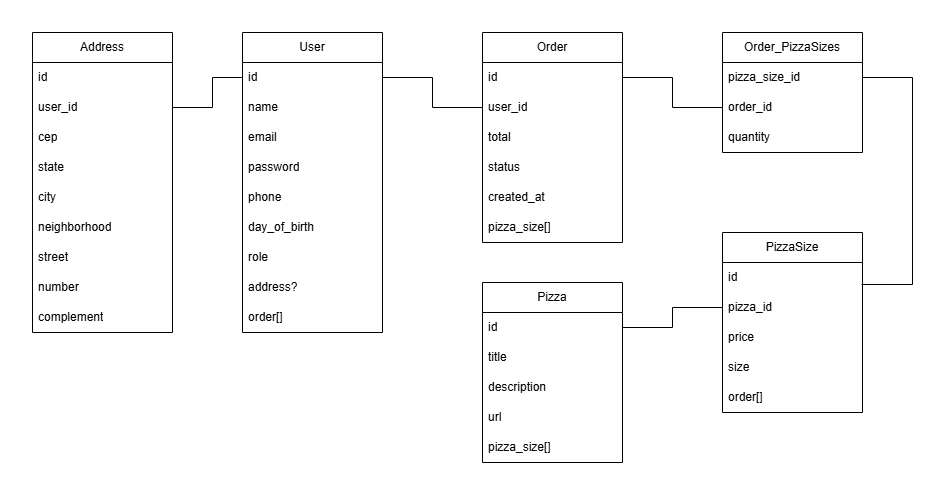 Address
id
user_id
cep
state
city
neighborhood
street
number
complement
User
id
name
email
password
phone
day_of_birth
role
address?
order[]
Order
id
user_id
total
status
created_at
pizza_size[]
Order_PizzaSizes
pizza_size_id
order_id
quantity
Pizza
id
title
description
url
pizza_size[]
PizzaSize
id
pizza_id
price
size
order[]